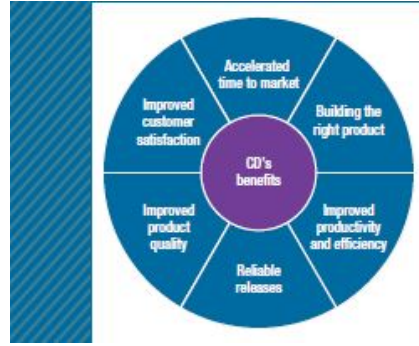 Accelerated
time to market
Building the
right product
Improved
productivity
and efficiency
Reliable
releases
Improved
product
quality
Improved
customer
satisfaction
CD's
benefits